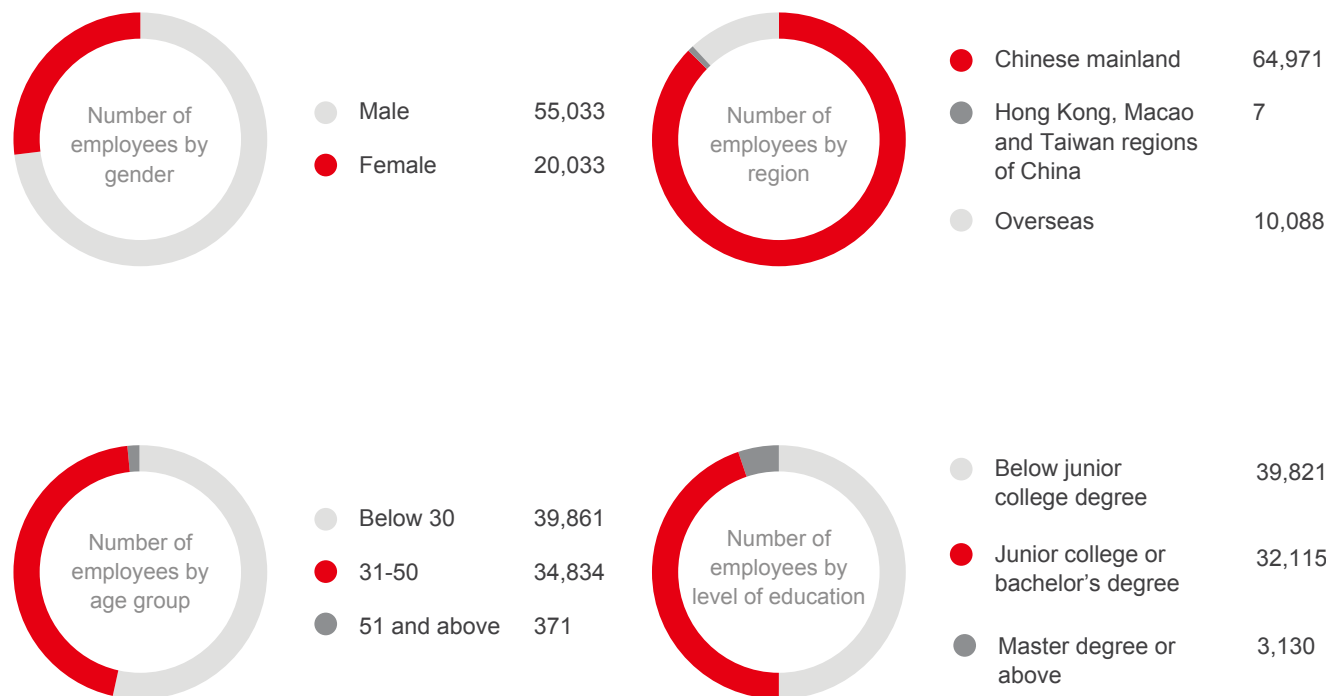 Number of
employees by
gender
Male 55,033
Female 20,033
Number of
employees by
region
Chinese mainland 64,971
Hong Kong, Macao 7
and Taiwan regions
of China
Overseas 10,088
Number of
employees by
age group
Below 30 39,861
31-50 34,834
51 and above 371
Number of
employees by
level of education
Below junior 39,821
college degree
Junior college or 32,115
bachelor’s degree
Master degree or 3,130
above